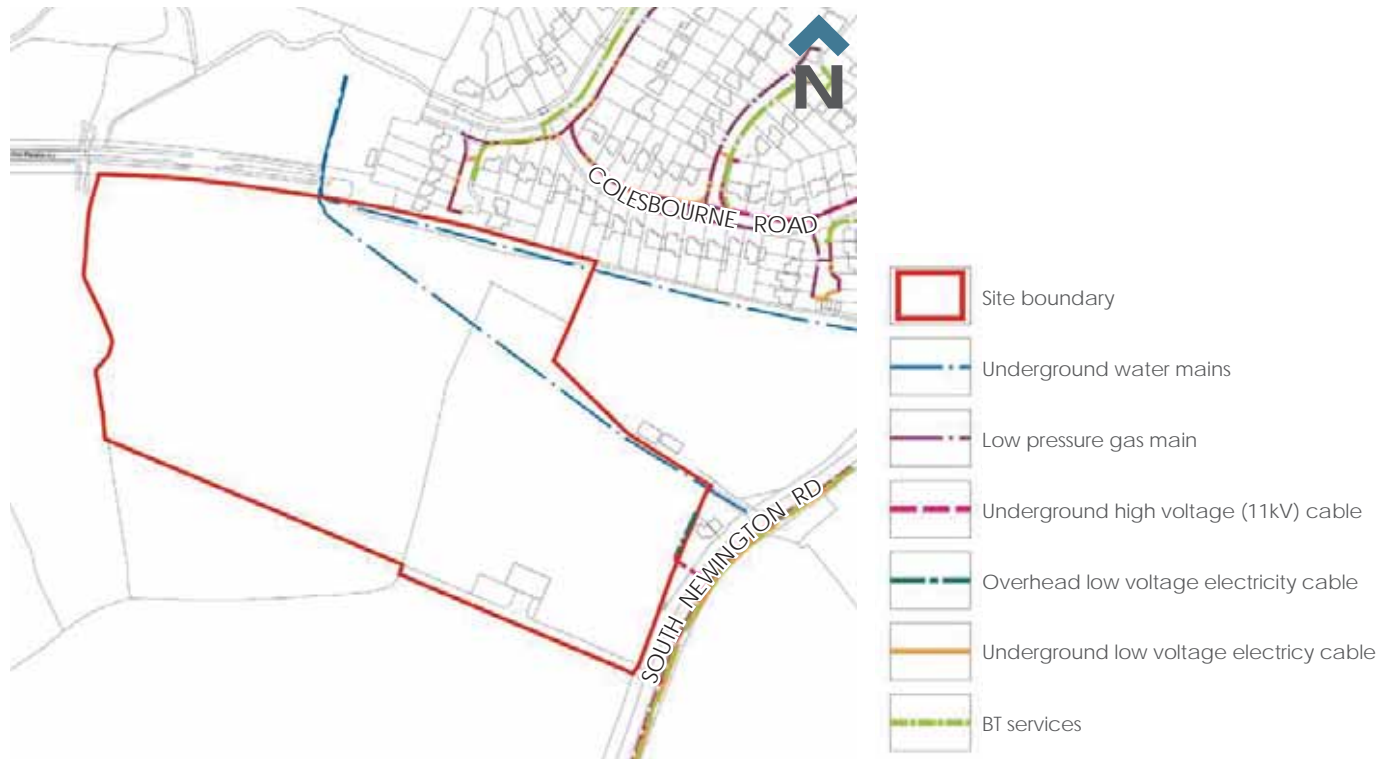 N
COLESBOURNE ROAD
SOUTH NEWINGTON RD
Site boundary
Underground water mains
Low pressure gas main
Underground high voltage (11kV) cable
Overhead low voltage electricity cable
Underground low voltage electricy cable
BT services